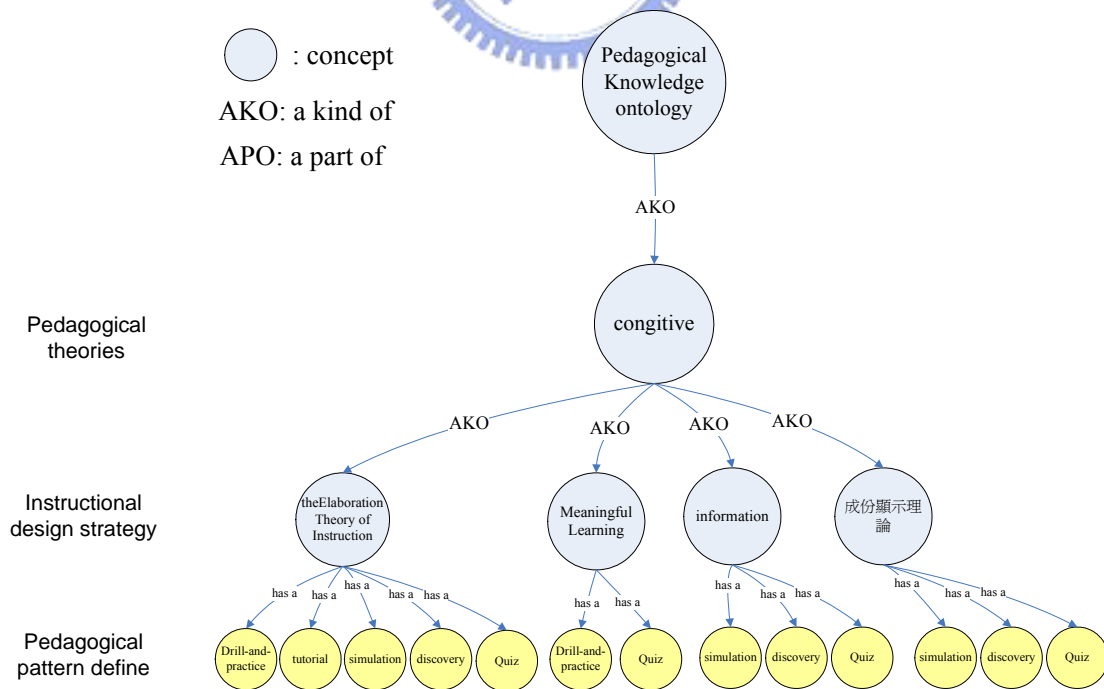 : concept
AKO: a kind of
APO: a part of
Pedagogical
Knowledge
ontology
AKO
Pedagogical
theories
congitive
AKO
AKO
AKO
AKO
Instructional
design strategy
theElaboration
Theory of
Instruction
Meaningful
Learning
information
成份顯示理
論
has a
has a
has a
has a
has a
has a
has a
has a
has a
has a
has a
has a
has a
Pedagogical
pattern define
Drill-and-
practice
tutorial
simulation
discovery
Quiz
Drill-and-
practice
Quiz
simulation
discovery
Quiz
simulation
discovery
Quiz